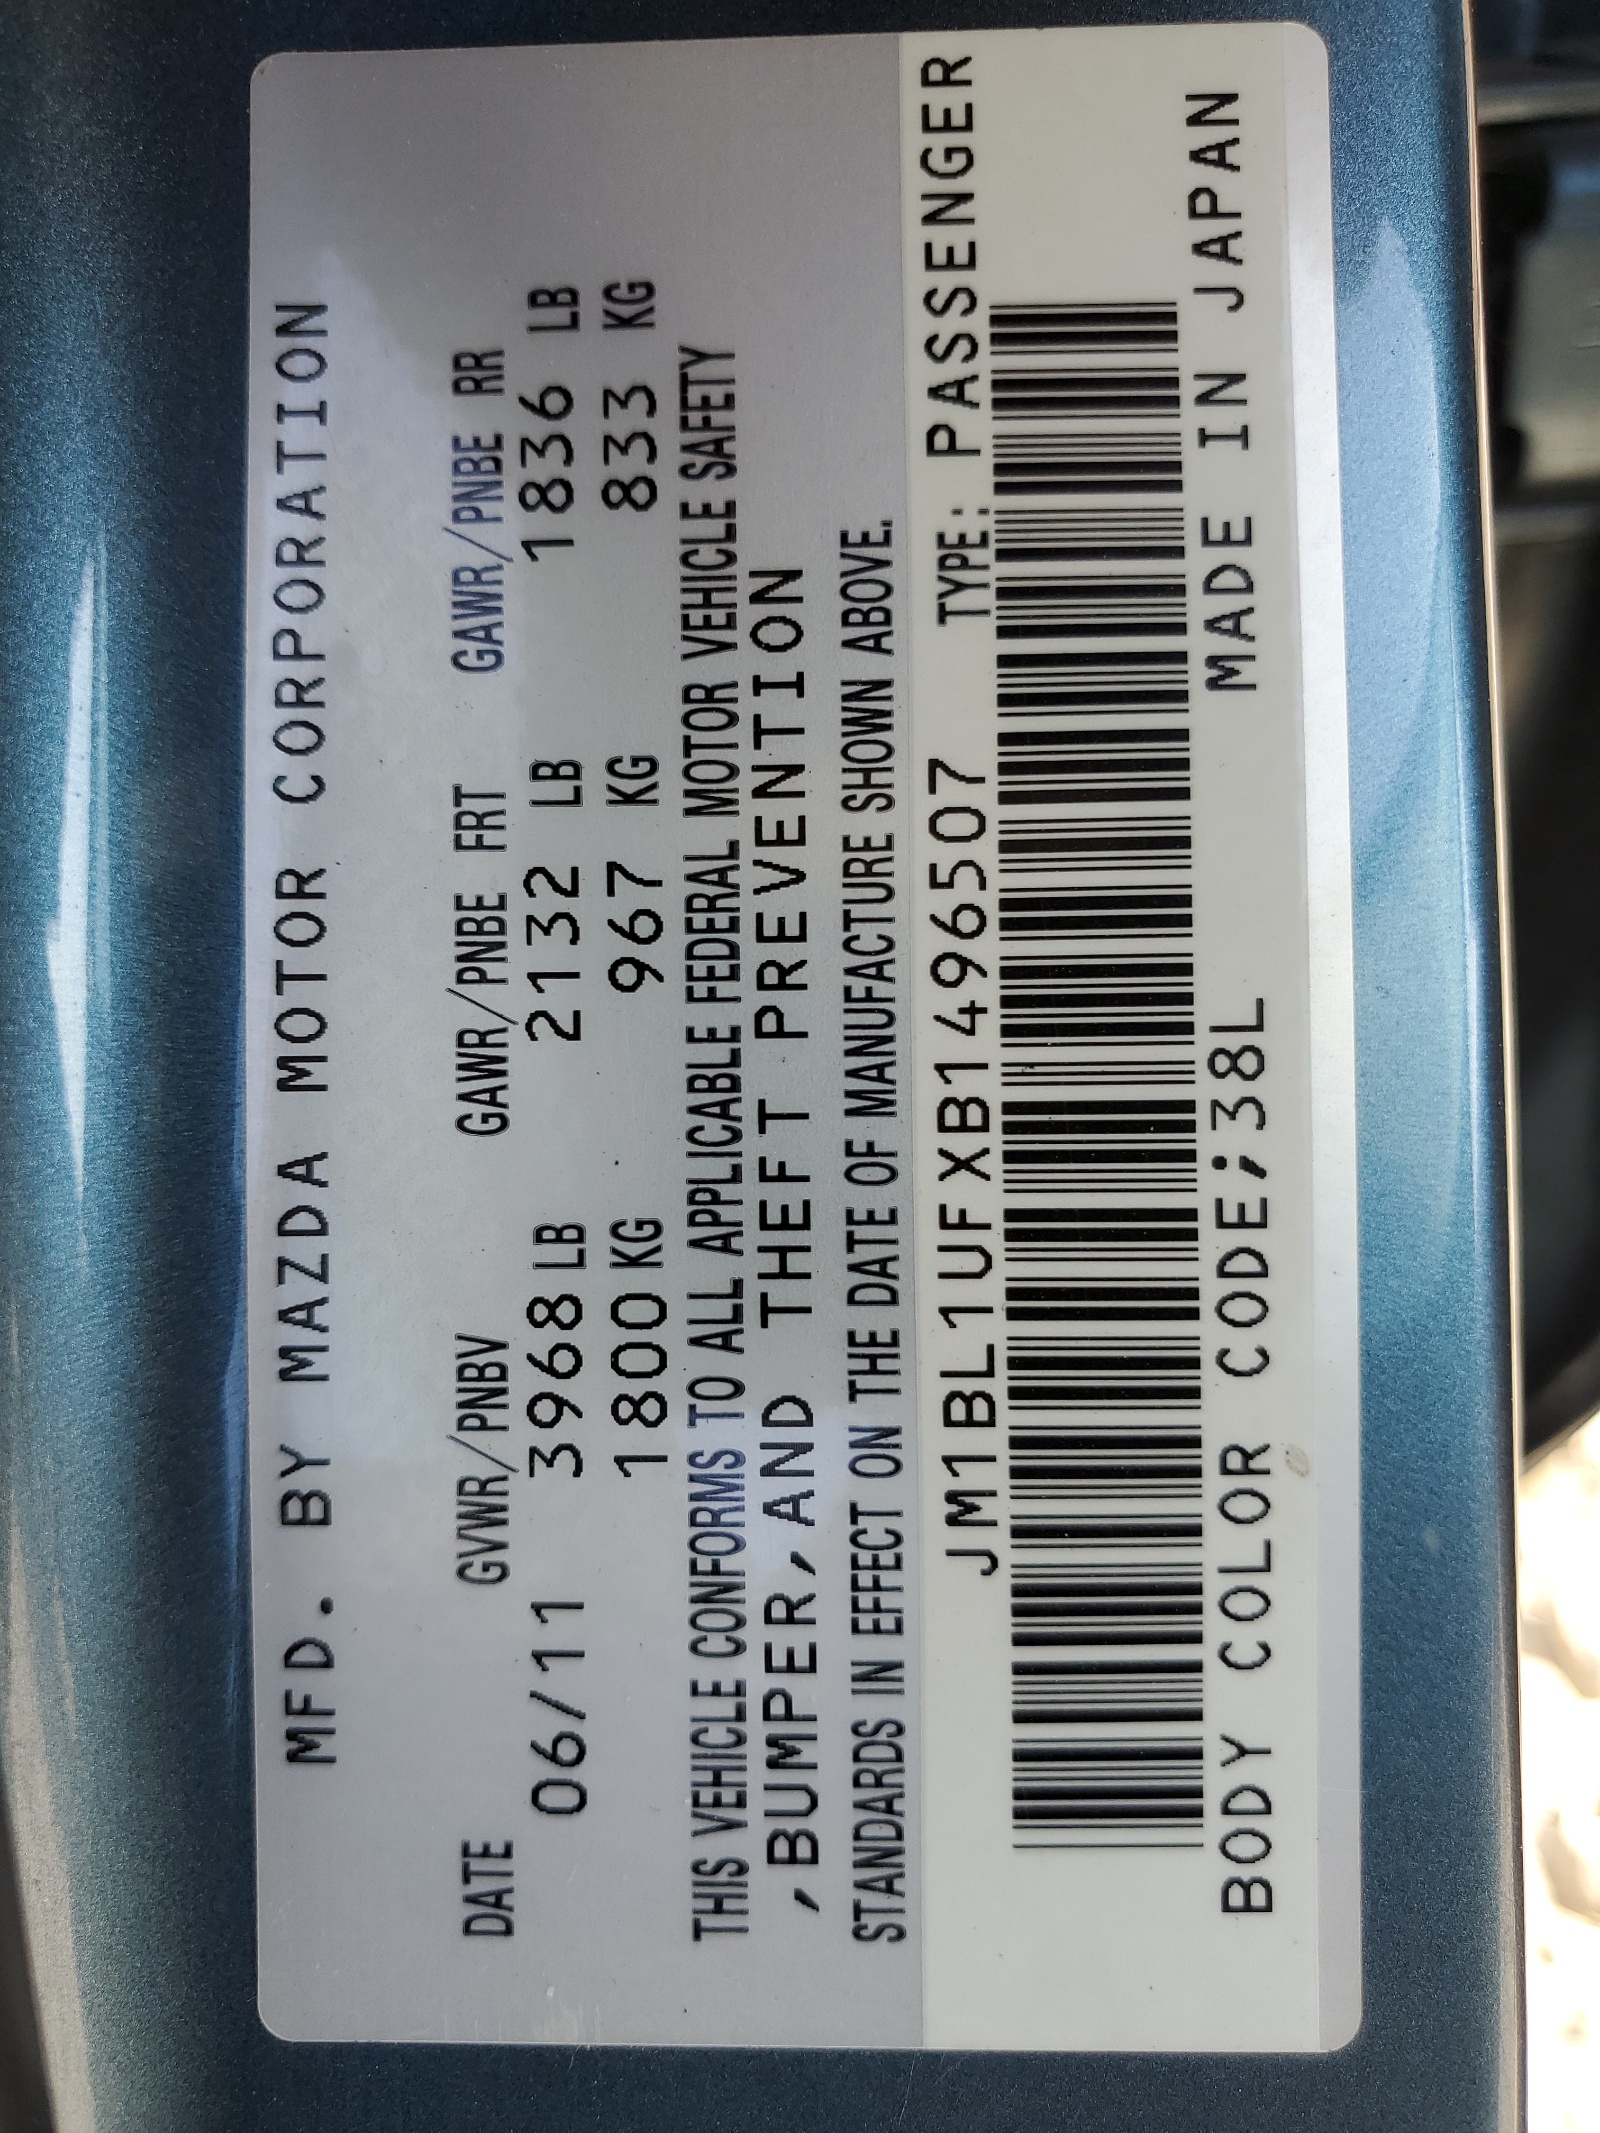 MFD. BY MAZDA MOTOR CORPORATION
DATE GVWR/PNBV GAWR/PNBE FRT GAWR/PNBE RR
06/11 3968 LB 2132 LB 1836 LB
1800 KG 967 KG 833 KG
THIS VEHICLE CONFORMS TO ALL APPLICABLE FEDERAL MOTOR VEHICLE SAFETY
,BUMPER,AND THEFT PREVENTION
STANDARDS IN EFFECT ON THE DATE OF MANUFACTURE SHOWN ABOVE.
JM1BL1UFXB1496507 TYPE: PASSENGER
BODY COLOR CODE;38L MADE IN JAPAN